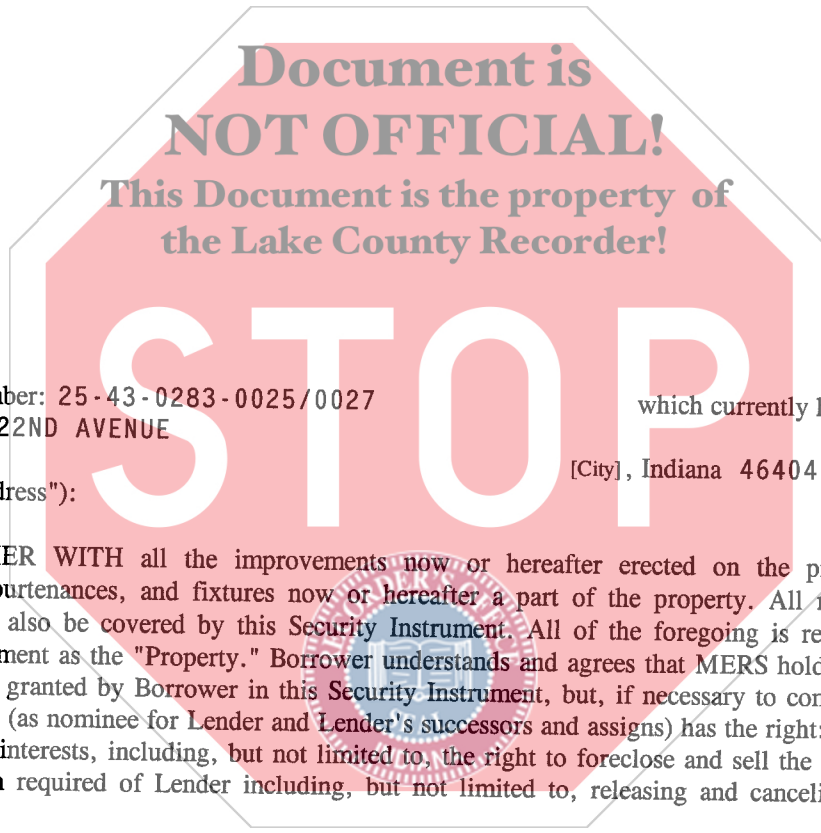 Document is
NOT OFFICIAL!
This Document is the property of
the Lake County Recorder!
STOP
ber: 25-43-0283-0025/0027 which currently
22ND AVENUE
[City], Indiana 46404
dress"):
ER WITH all the improvements now or hereafter erected on the p
urtenances, and fixtures now or hereafter a part of the property. All
also be covered by this Security Instrument. All of the foregoing is re
ment as the "Property." Borrower understands and agrees that MERS hold
granted by Borrower in this Security Instrument, but, if necessary to com
(as nominee for Lender and Lender's successors and assigns) has the right:
interests, including, but not limited to, the right to foreclose and sell the
required of Lender including, but not limited to, releasing and canceli